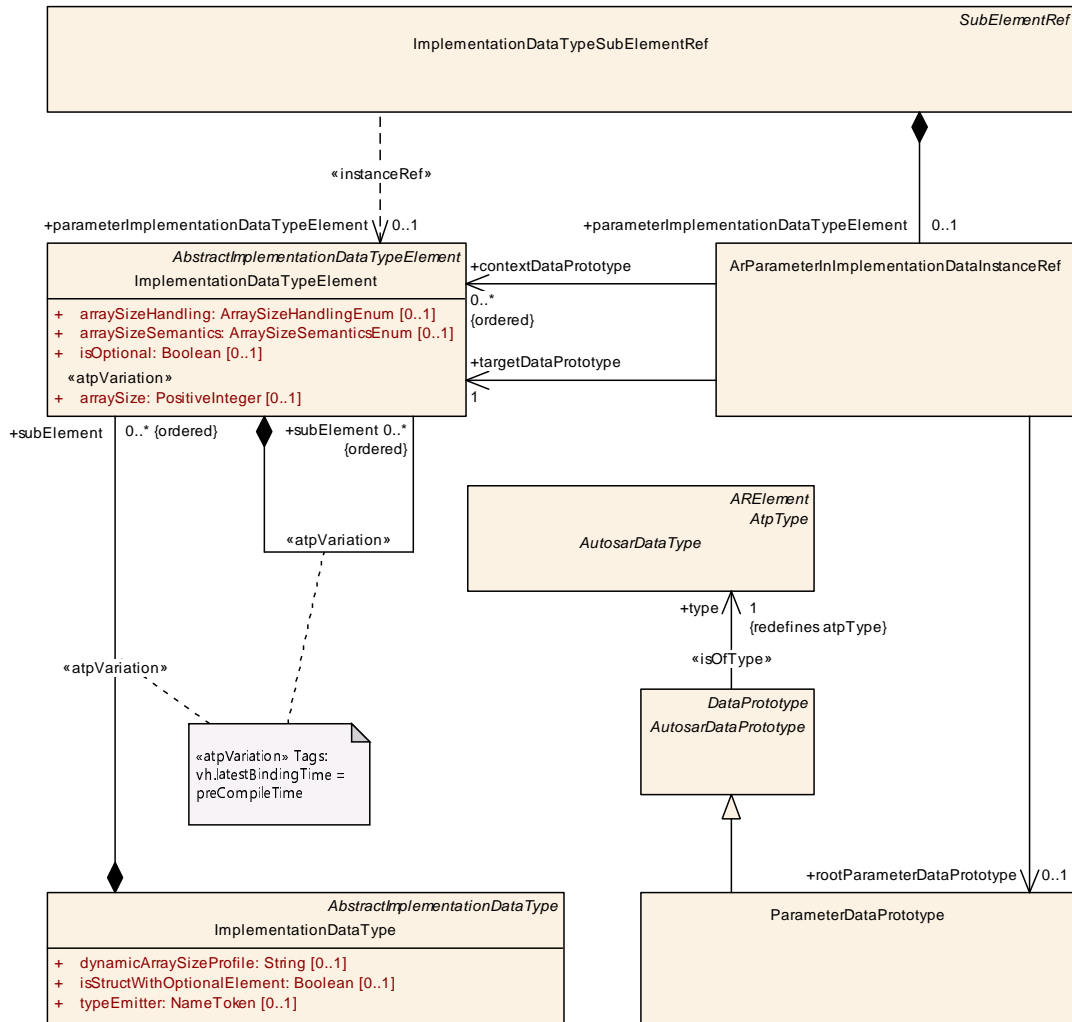 SubElementRef
ImplementationDataTypeSubElementRef
«instanceRef»
+parameterImplementationDataTypeElement
0..1
+parameterImplementationDataTypeElement
0..1
AbstractImplementationDataTypeElement
ImplementationDataTypeElement
+ arraySizeHandling: ArraySizeHandlingEnum [0..1]
+ arraySizeSemantics: ArraySizeSemanticsEnum [0..1]
+ isOptional: Boolean [0..1]
«atpVariation»
+ arraySize: PositiveInteger [0..1]
+contextDataPrototype
0..*
{ordered}
+targetDataPrototype
1
ArParameterInImplementationDataInstanceRef
+subElement
0..* {ordered}
+subElement 0..*
{ordered}
«atpVariation»
ARElement
AtpType
AutosarDataType
+type
1
{redefines atpType}
«isOfType»
«atpVariation»
DataPrototype
AutosarDataPrototype
«atpVariation» Tags:
vh.latestBindingTime =
preCompileTime
+rootParameterDataPrototype
0..1
AbstractImplementationDataType
ImplementationDataType
+ dynamicArraySizeProfile: String [0..1]
+ isStructWithOptionalElement: Boolean [0..1]
+ typeEmitter: NameToken [0..1]
ParameterDataPrototype